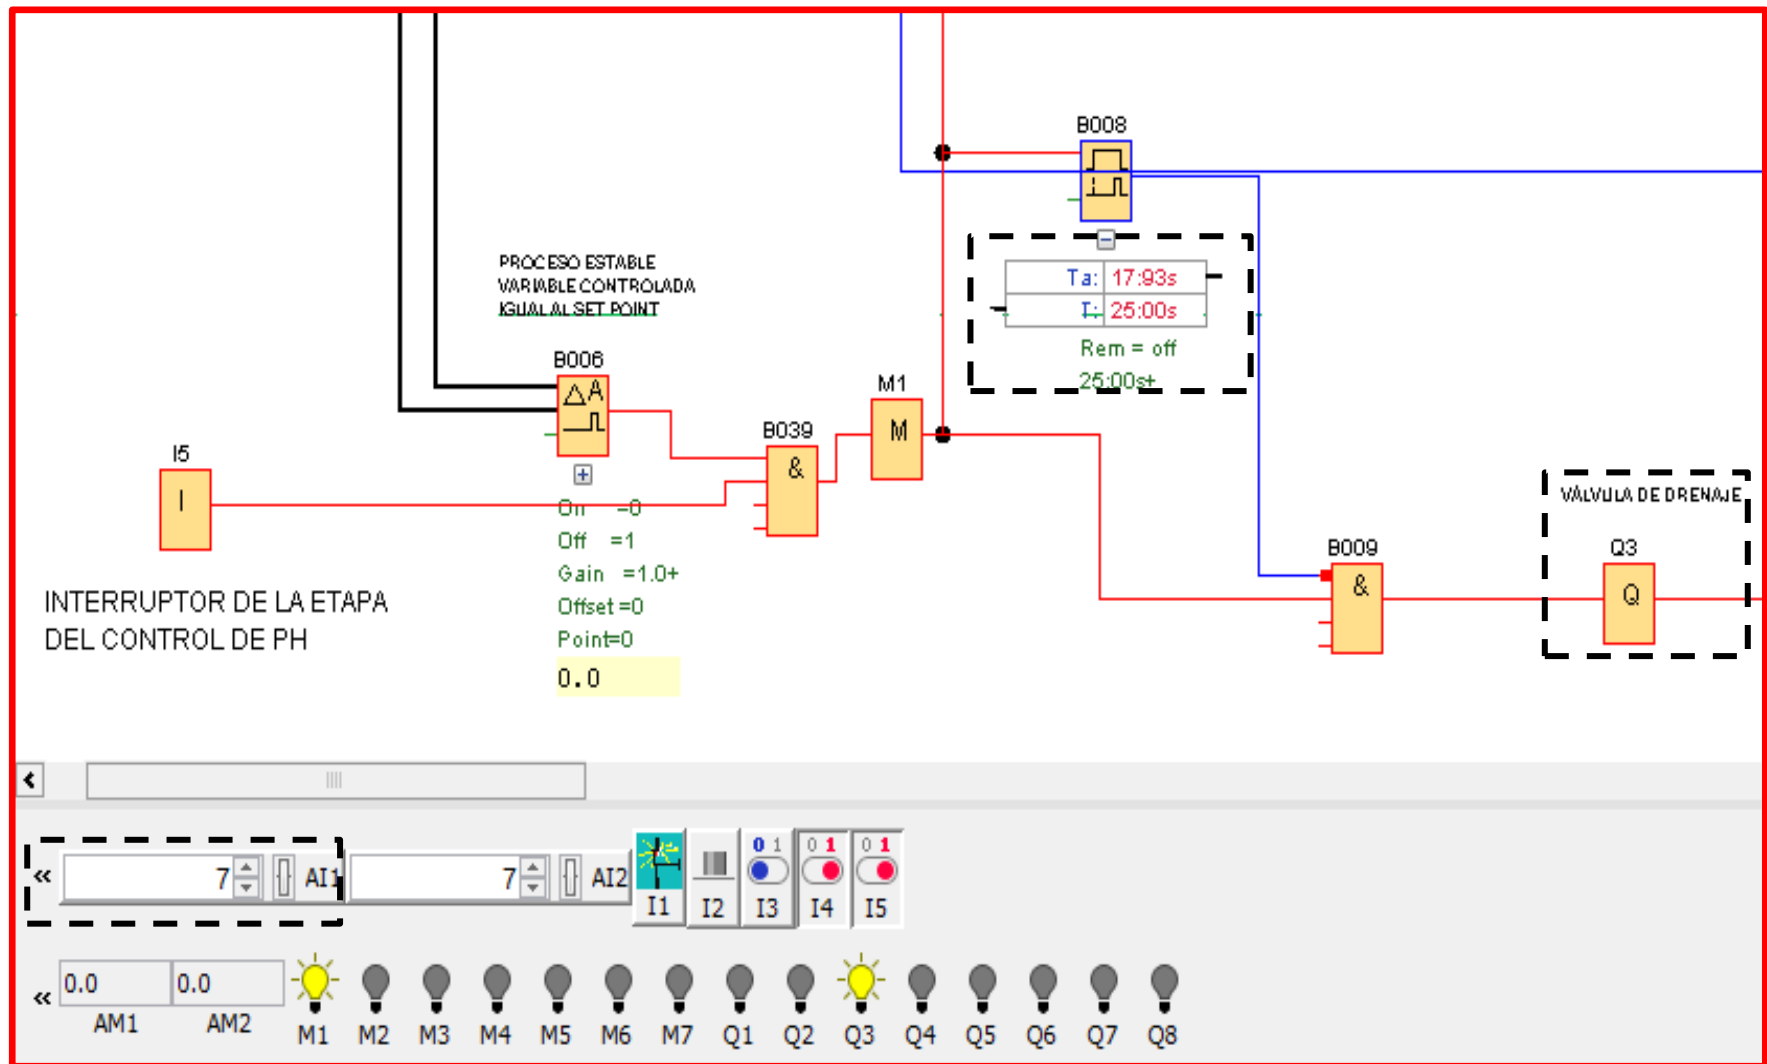 B008
Ta: 17:93s
T: 25:00s
Rem = off
25:00s+
PROCESO ESTABLE
VARIABLE CONTROLADA
IGUAL AL SET POINT
B006
ΔA
On =0
Off =1
Gain =1.0+
Offset =0
Point=0
0.0
I5
I
INTERRUPTOR DE LA ETAPA
DEL CONTROL DE PH
B039
&
M1
M
B009
&
VÁLVULA DE DRENAJE
Q3
Q
« 7 AI1 7 AI2
0 1 0 1 0 1
I1 I2 I3 I4 I5
« 0.0 0.0
AM1 AM2 M1 M2 M3 M4 M5 M6 M7 Q1 Q2 Q3 Q4 Q5 Q6 Q7 Q8